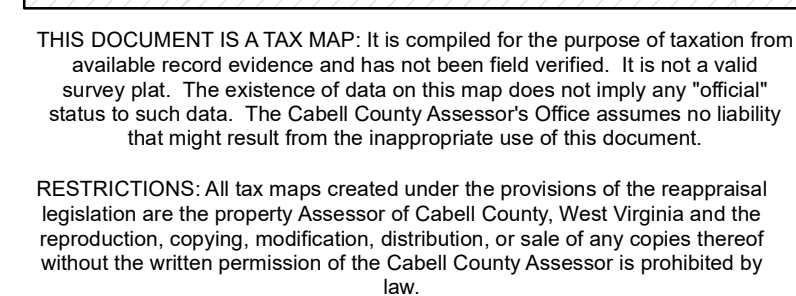 THIS DOCUMENT IS A TAX MAP: It is compiled for the purpose of taxation from
available record evidence and has not been field verified.  It is not a valid
survey plat.  The existence of data on this map does not imply any "official"
status to such data.  The Cabell County Assessor's Office assumes no liability
that might result from the inappropriate use of this document.
RESTRICTIONS: All tax maps created under the provisions of the reappraisal
legislation are the property Assessor of Cabell County, West Virginia and the
reproduction, copying, modification, distribution, or sale of any copies thereof
without the written permission of the Cabell County Assessor is prohibited by
law.